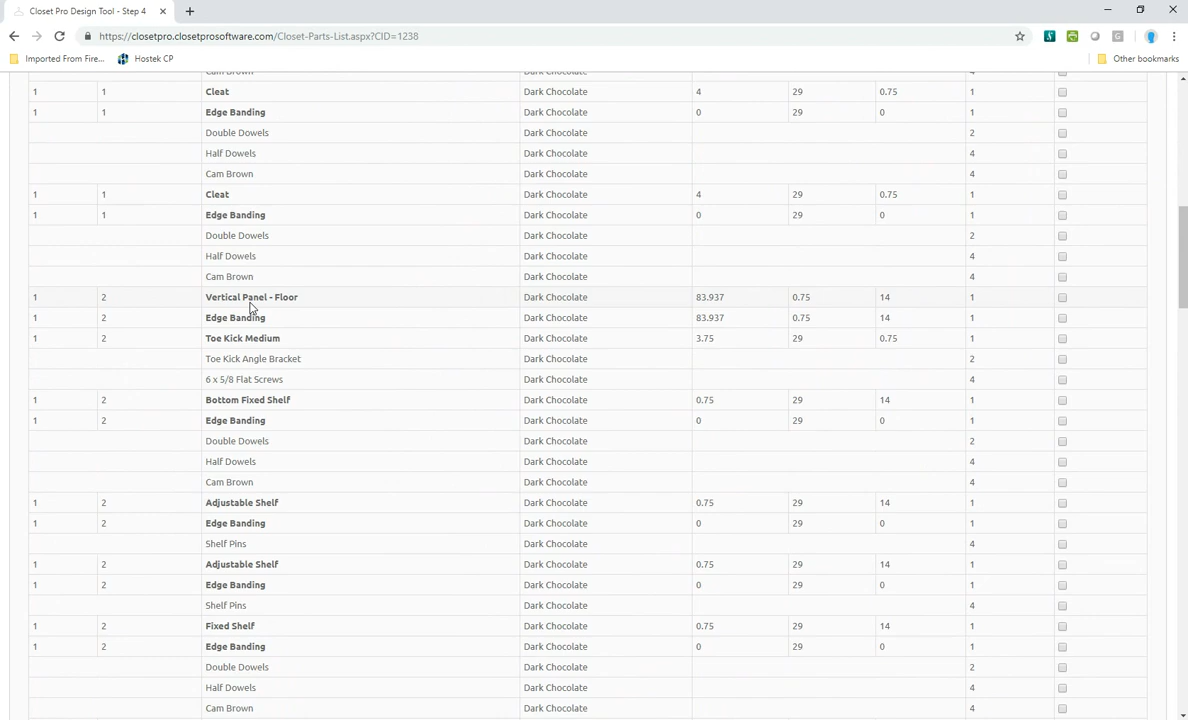 Closet Pro Design Tool - Step 4
https://closetpro.closetprosoftware.com/Closet-Parts-List.aspx?CID=1238
Imported From Fire... Hostek CP Other bookmarks
Cam Brown Dark Chocolate 4
1 1 Cleat Dark Chocolate 4 29 0.75 1
1 1 Edge Banding Dark Chocolate 0 29 0 1
Double Dowels Dark Chocolate 2
Half Dowels Dark Chocolate 4
Cam Brown Dark Chocolate 4
1 1 Cleat Dark Chocolate 4 29 0.75 1
1 1 Edge Banding Dark Chocolate 0 29 0 1
Double Dowels Dark Chocolate 2
Half Dowels Dark Chocolate 4
Cam Brown Dark Chocolate 4
1 2 Vertical Panel - Floor Dark Chocolate 83.937 0.75 14 1
1 2 Edge Banding Dark Chocolate 83.937 0.75 14 1
1 2 Toe Kick Medium Dark Chocolate 3.75 29 0.75 1
Toe Kick Angle Bracket Dark Chocolate 2
6 x 5/8 Flat Screws Dark Chocolate 4
1 2 Bottom Fixed Shelf Dark Chocolate 0.75 29 14 1
1 2 Edge Banding Dark Chocolate 0 29 0 1
Double Dowels Dark Chocolate 2
Half Dowels Dark Chocolate 4
Cam Brown Dark Chocolate 4
1 2 Adjustable Shelf Dark Chocolate 0.75 29 14 1
1 2 Edge Banding Dark Chocolate 0 29 0 1
Shelf Pins Dark Chocolate 4
1 2 Adjustable Shelf Dark Chocolate 0.75 29 14 1
1 2 Edge Banding Dark Chocolate 0 29 0 1
Shelf Pins Dark Chocolate 4
1 2 Fixed Shelf Dark Chocolate 0.75 29 14 1
1 2 Edge Banding Dark Chocolate 0 29 0 1
Double Dowels Dark Chocolate 2
Half Dowels Dark Chocolate 4
Cam Brown Dark Chocolate 4